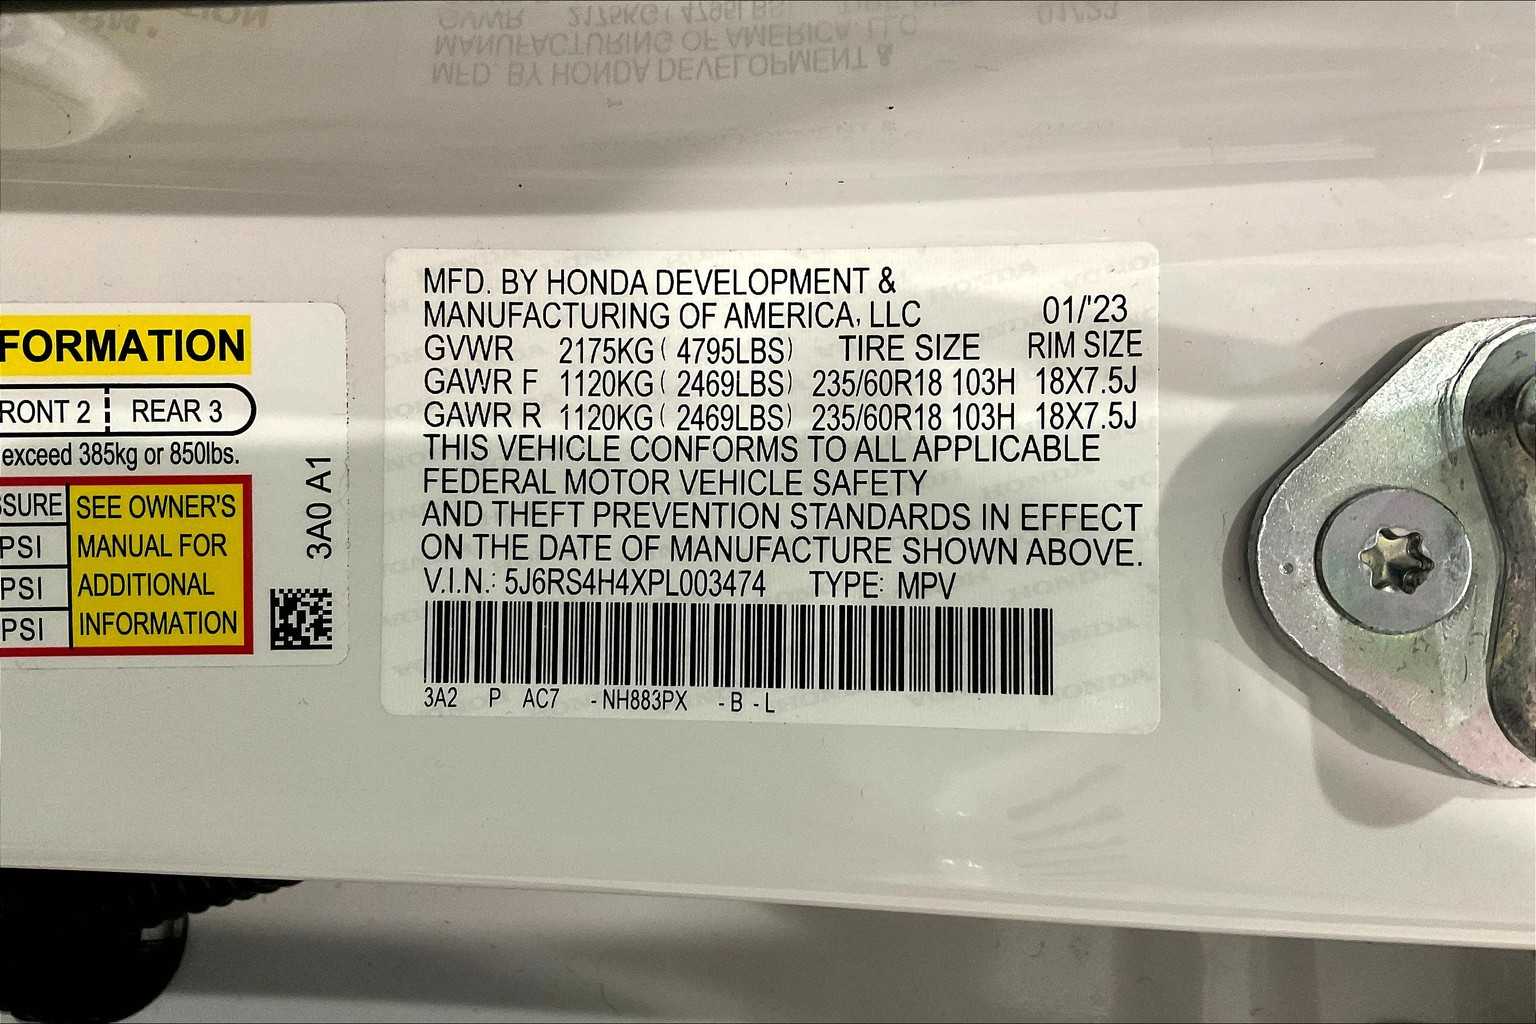 FORMATION
RONT 2 REAR 3
exceed 385kg or 850lbs.
SSURE
PSI
PSI
PSI
SEE OWNER'S
MANUAL FOR
ADDITIONAL
INFORMATION
3A0 A1
MFD. BY HONDA DEVELOPMENT &
MANUFACTURING OF AMERICA, LLC 01/'23
GVWR 2175KG ( 4795LBS) TIRE SIZE RIM SIZE
GAWR F 1120KG ( 2469LBS) 235/60R18 103H 18X7.5J
GAWR R 1120KG ( 2469LBS) 235/60R18 103H 18X7.5J
THIS VEHICLE CONFORMS TO ALL APPLICABLE
FEDERAL MOTOR VEHICLE SAFETY
AND THEFT PREVENTION STANDARDS IN EFFECT
ON THE DATE OF MANUFACTURE SHOWN ABOVE.
V.I.N.: 5J6RS4H4XPL003474 TYPE: MPV
3A2 P AC7 -NH883PX -B -L